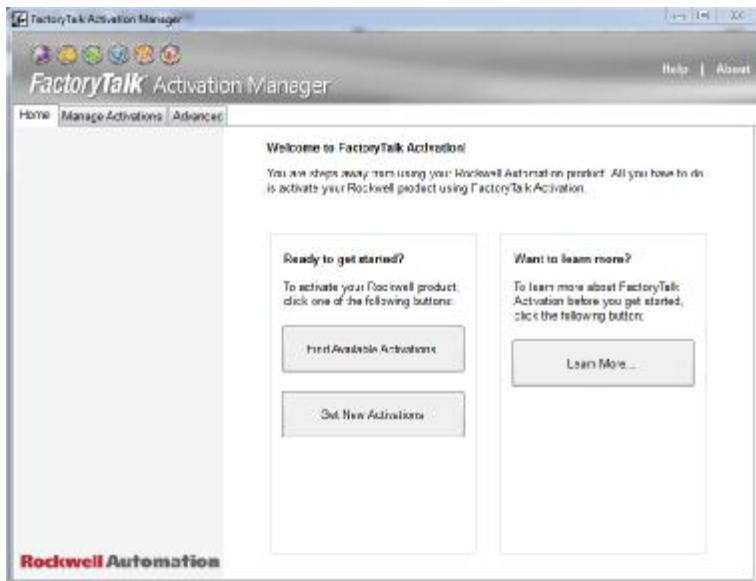 FactoryTalk Activation Manager
FactoryTalk Activation Manager
Help | About
Home Manage Activations Advanced
Welcome to FactoryTalk Activation!
You are steps away from using your Rockwell Automation product. All you have to do
is activate your Rockwell product using FactoryTalk Activation.
Ready to get started?
To activate your Rockwell product,
click one of the following buttons:
Find Available Activations
Get New Activations
Want to learn more?
To learn more about FactoryTalk
Activation before you get started,
click the following button:
Learn More...
Rockwell Automation